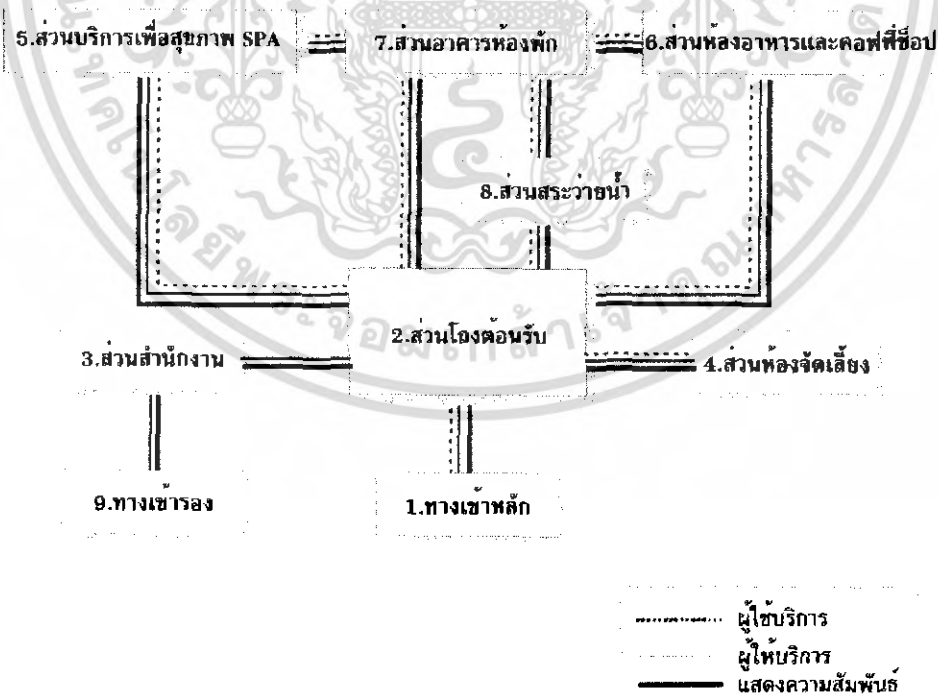 5.ส่วนบริการเพื่อสุขภาพ SPA
7.ส่วนอาคารห้องพัก
6.ส่วนห้องอาหารและคอฟฟี่ช็อป
8.ส่วนสระว่ายน้ำ
2.ส่วนโถงต้อนรับ
3.ส่วนสำนักงาน
4.ส่วนห้องจัดเลี้ยง
9.ทางเข้ารอง
1.ทางเข้าหลัก
ผู้ใช้บริการ
ผู้ให้บริการ
แสดงความสัมพันธ์